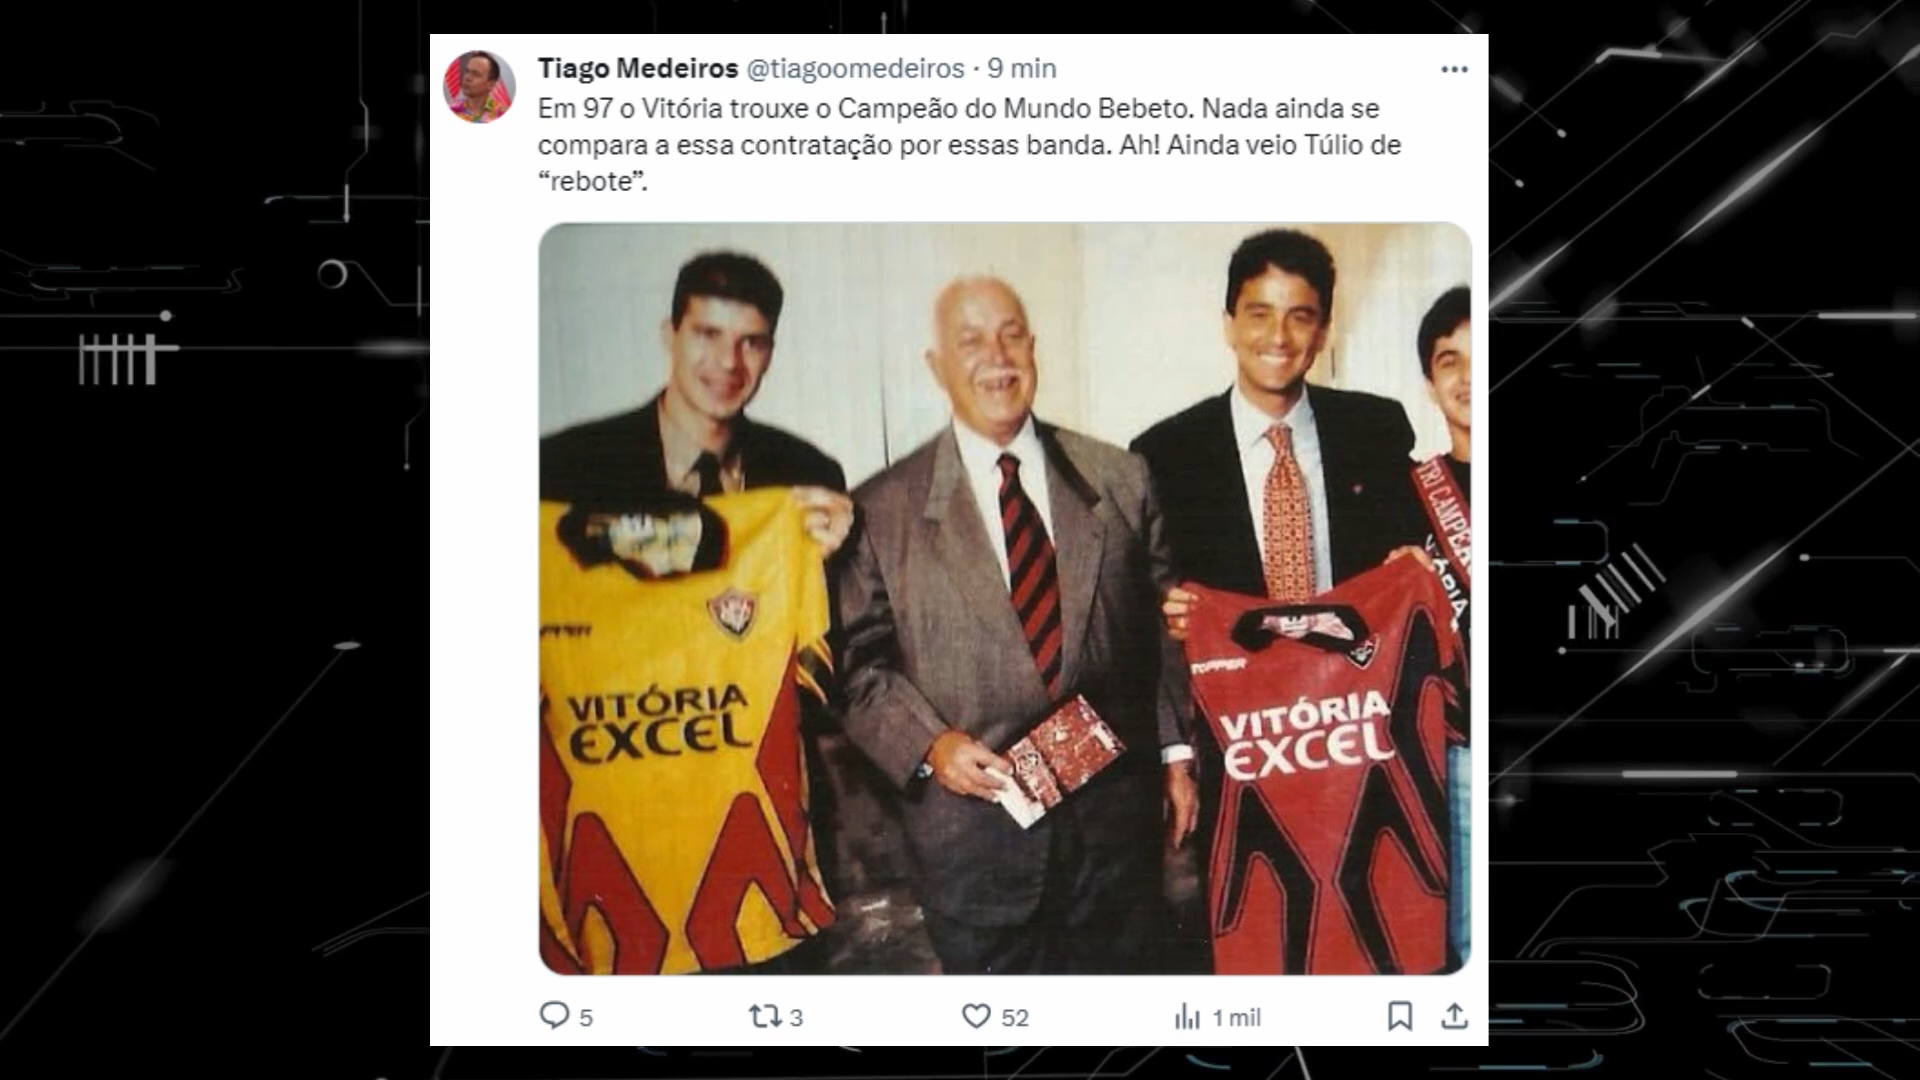 Tiago Medeiros @tiagoomedeiros · 9 min
Em 97 o Vitória trouxe o Campeão do Mundo Bebeto. Nada ainda se
compara a essa contratação por essas banda. Ah! Ainda veio Túlio de
“rebote”.
VITÓRIA
EXCEL
TOPPER
VITÓRIA
EXCEL
TRI CAMPE
5 3 52 1 mil